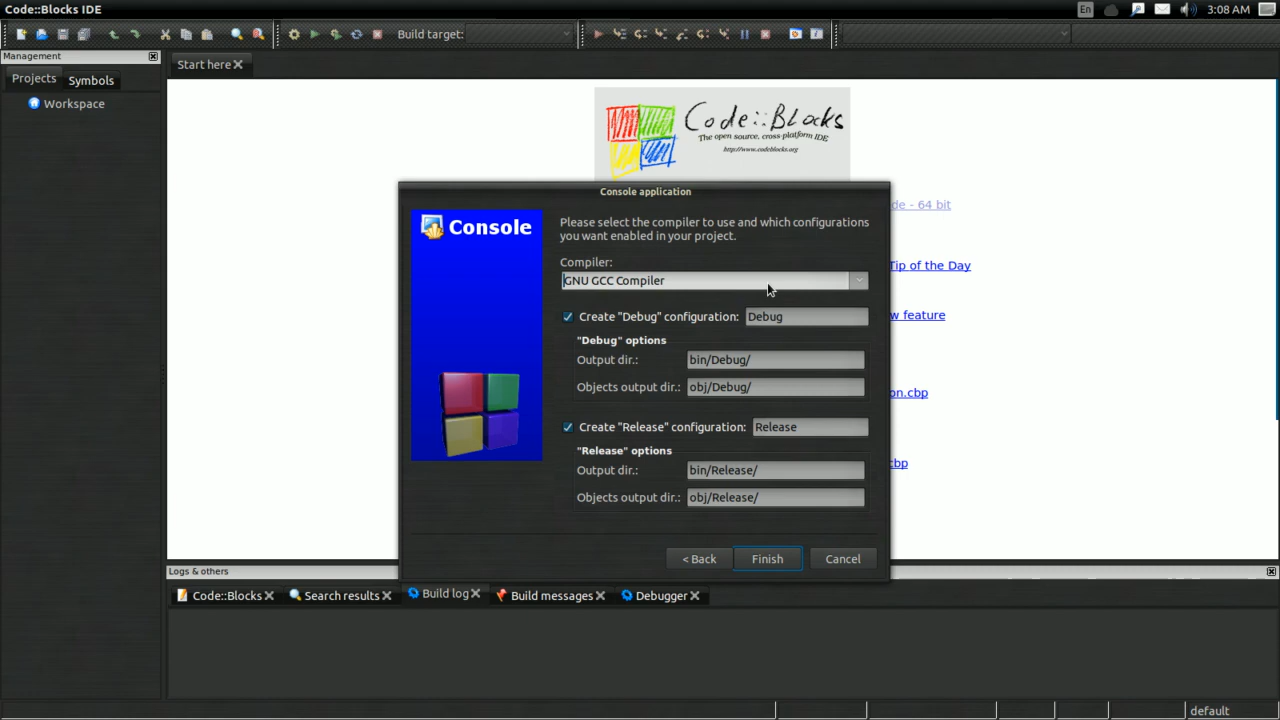 Code::Blocks IDE
En
3:08 AM
Build target:
Management
Start here
Projects
Symbols
Workspace
Code::Blocks
The open source, cross-platform IDE
http://www.codeblocks.org
Console application
Console
Please select the compiler to use and which configurations
you want enabled in your project.
de - 64 bit
Compiler:
Tip of the Day
GNU GCC Compiler
Create "Debug" configuration:
Debug
w feature
"Debug" options
Output dir.:
bin/Debug/
Objects output dir.:
obj/Debug/
on.cbp
Create "Release" configuration:
Release
"Release" options
cbp
Output dir.:
bin/Release/
Objects output dir.:
obj/Release/
< Back
Finish
Cancel
Logs & others
Code::Blocks
Search results
Build log
Build messages
Debugger
default